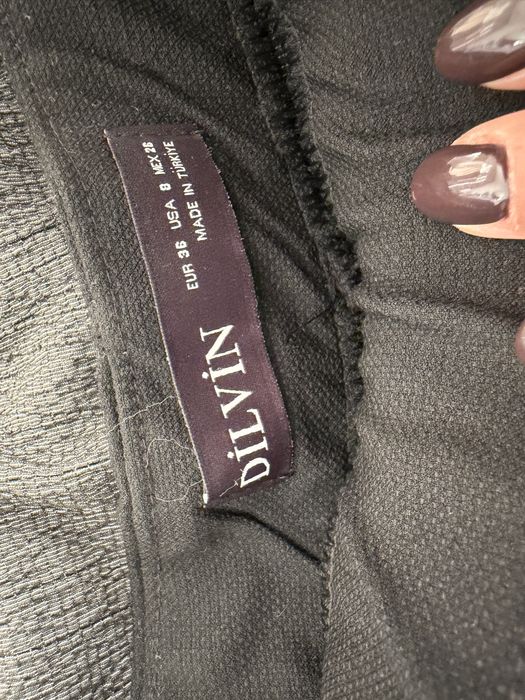 DİLVİN
EUR 36 USA 8 MEX 26
MADE IN TÜRKİYE